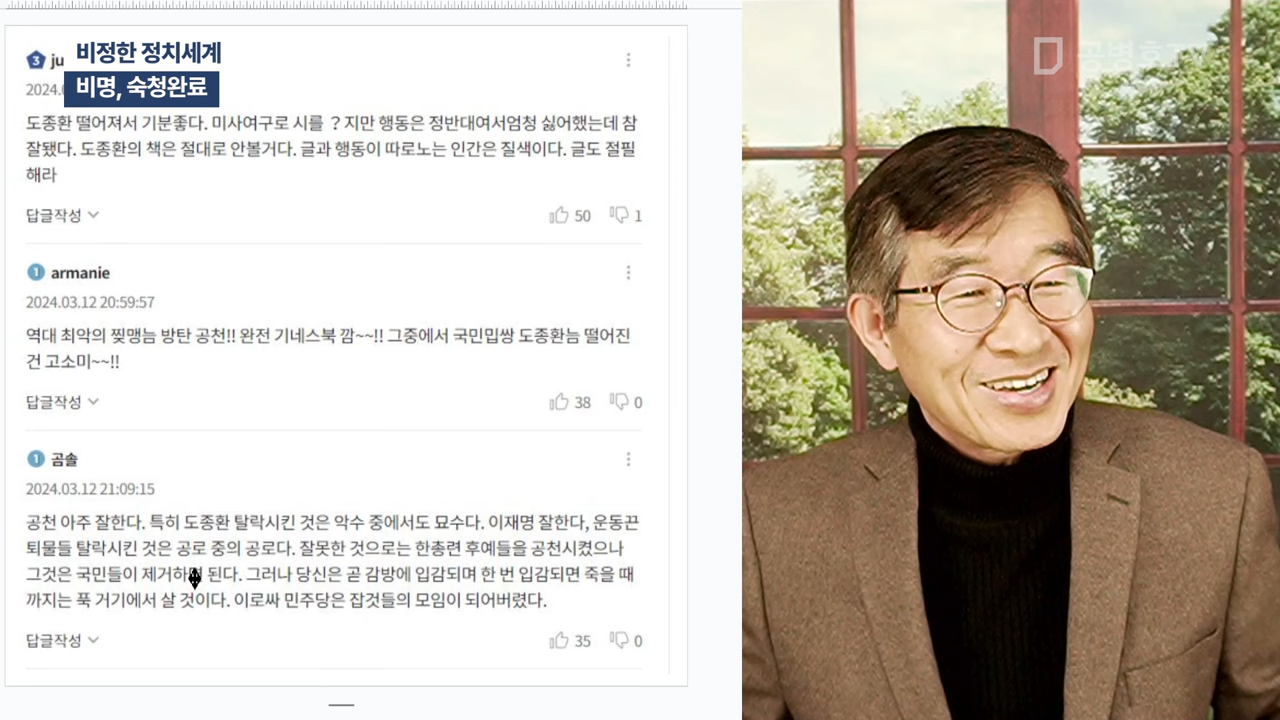 비정한 정치세계
비명, 숙청완료
3 ju
2024.0
도종환 떨어져서 기분좋다. 미사여구로 시를 ? 지만 행동은 정반대여서엄청 싫어했는데 참
잘됐다. 도종환의 책은 절대로 안볼거다. 글과 행동이 따로노는 인간은 질색이다. 글도 절필
해라
답글작성
50 1
1 armanie
2024.03.12 20:59:57
역대 최악의 찢맹늠 방탄 공천!! 완전 기네스북 깜~~!! 그중에서 국민밉쌍 도종환늠 떨어진
건 고소미~~!!
답글작성
38 0
1 곰솔
2024.03.12 21:09:15
공천 아주 잘한다. 특히 도종환 탈락시킨 것은 악수 중에서도 묘수다. 이재명 잘한다, 운동끈
퇴물들 탈락시킨 것은 공로 중의 공로다. 잘못한 것으로는 한총련 후예들을 공천시켰으나
그것은 국민들이 제거하면 된다. 그러나 당신은 곧 감방에 입감되며 한 번 입감되면 죽을 때
까지는 푹 거기에서 살 것이다. 이로싸 민주당은 잡것들의 모임이 되어버렸다.
답글작성
35 0
공병호TV